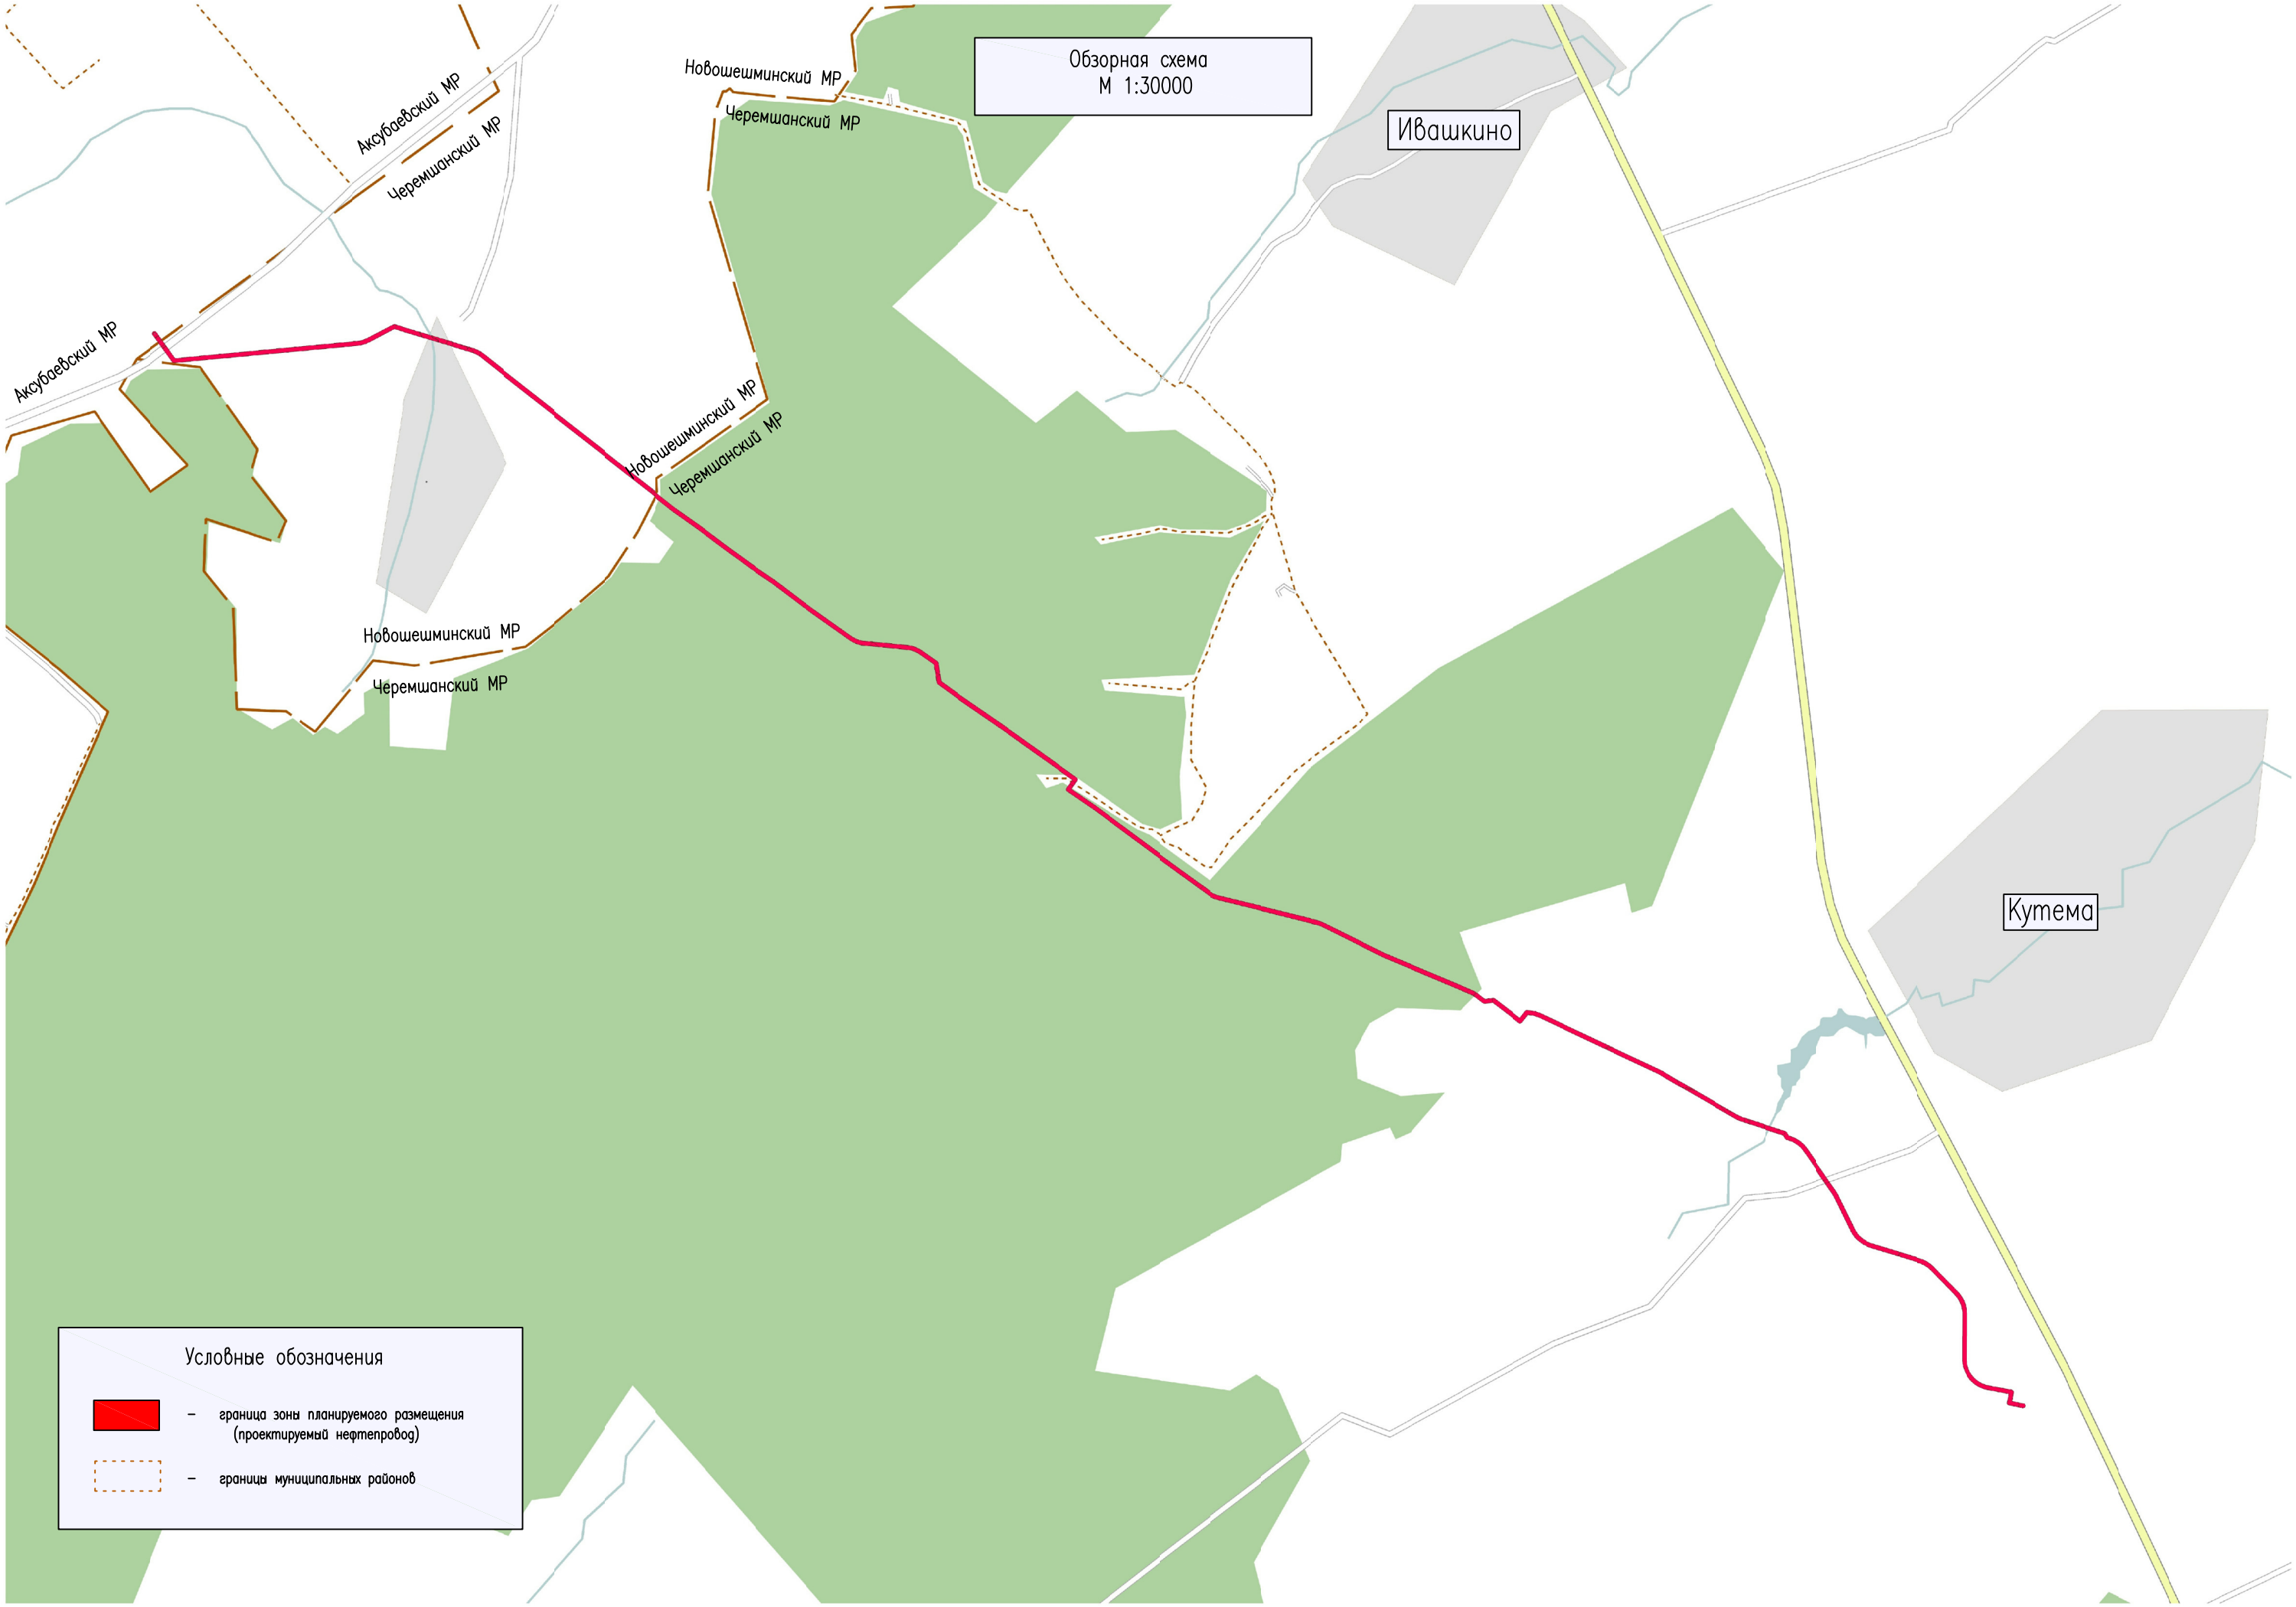 Обзорная схема
М 1:30000
Новошешминский МР
Черемшанский МР
Аксубаевский МР
Черемшанский МР
Ивашкино
Аксубаевский МР
Новошешминский МР
Черемшанский МР
Новошешминский МР
Черемшанский МР
Кутема
Условные обозначения
– граница зоны планируемого размещения
(проектируемый нефтепровод)
– границы муниципальных районов